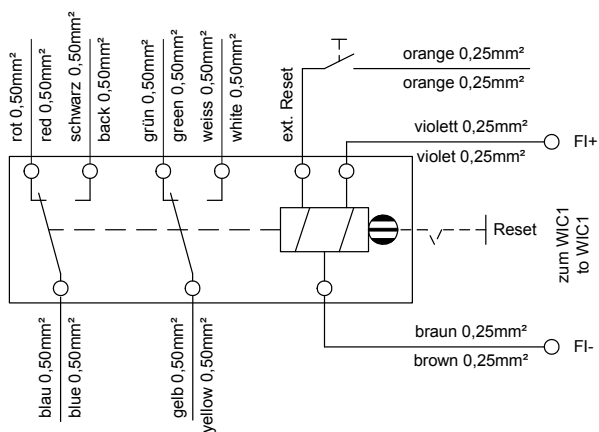 rot 0,50mm²
red 0,50mm²
schwarz 0,50mm²
back 0,50mm²
grün 0,50mm²
green 0,50mm²
weiss 0,50mm²
white 0,50mm²
ext. Reset
orange 0,25mm²
orange 0,25mm²
violett 0,25mm²
violet 0,25mm²
FI+
Reset
zum WIC1
to WIC1
blau 0,50mm²
blue 0,50mm²
gelb 0,50mm²
yellow 0,50mm²
braun 0,25mm²
brown 0,25mm²
FI-